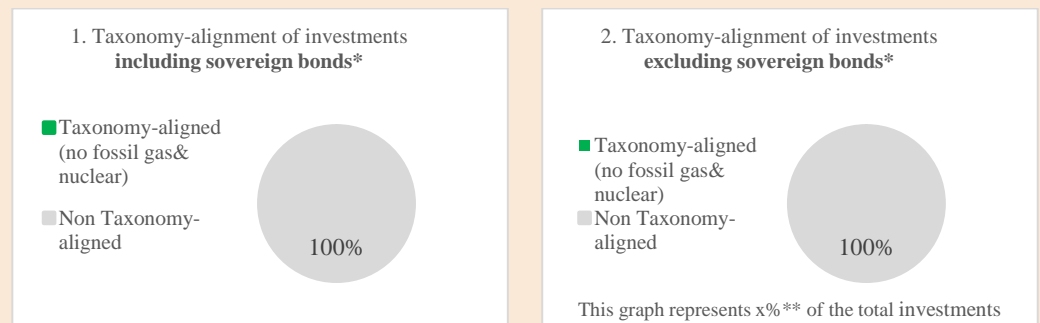 1. Taxonomy-alignment of investments
including sovereign bonds*
Taxonomy-aligned
(no fossil gas&
nuclear)
Non Taxonomy-
aligned
100%
2. Taxonomy-alignment of investments
excluding sovereign bonds*
Taxonomy-aligned
(no fossil gas&
nuclear)
Non Taxonomy-
aligned
100%
This graph represents x%** of the total investments